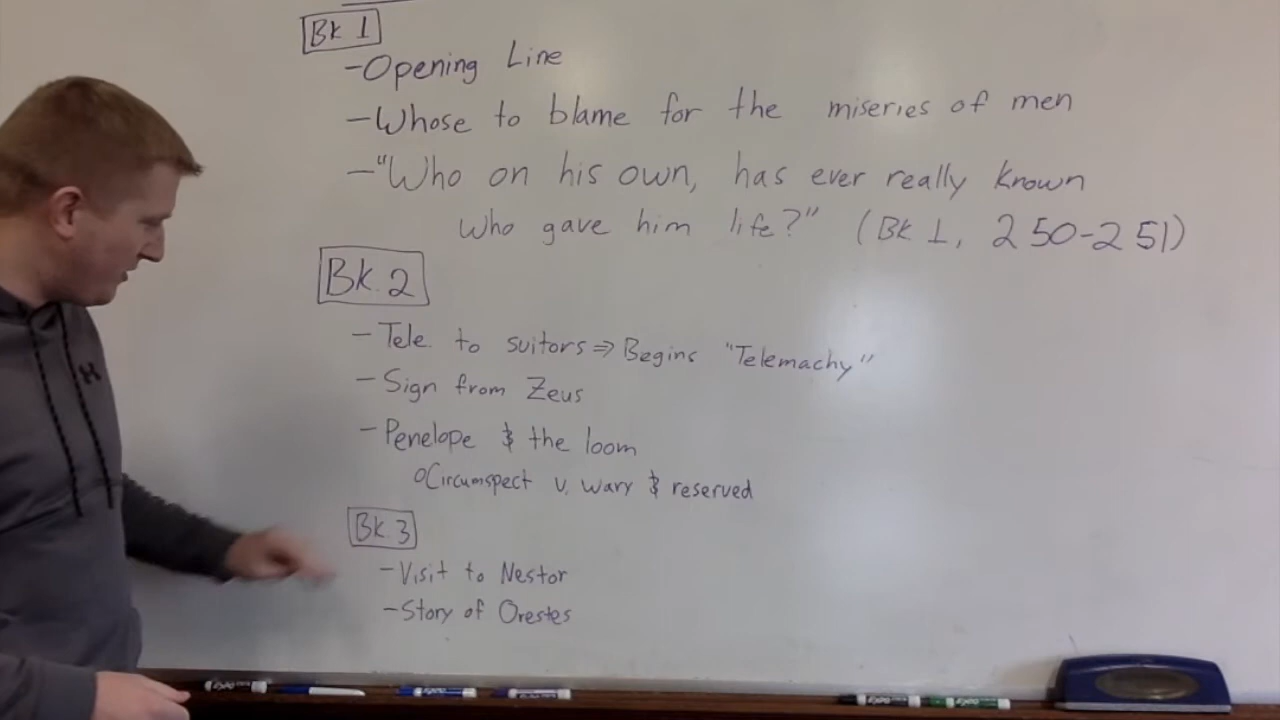 Bk 1
-Opening Line
-Whose to blame for the miseries of men
-"Who on his own, has ever really known
who gave him life?" (Bk 1, 250-251)
Bk. 2
-Tele. to suitors ⇒ Begins "Telemachy"
-Sign from Zeus
-Penelope & the loom
oCircumspect v. wary & reserved
Bk. 3
-Visit to Nestor
-Story of Orestes
EXPO